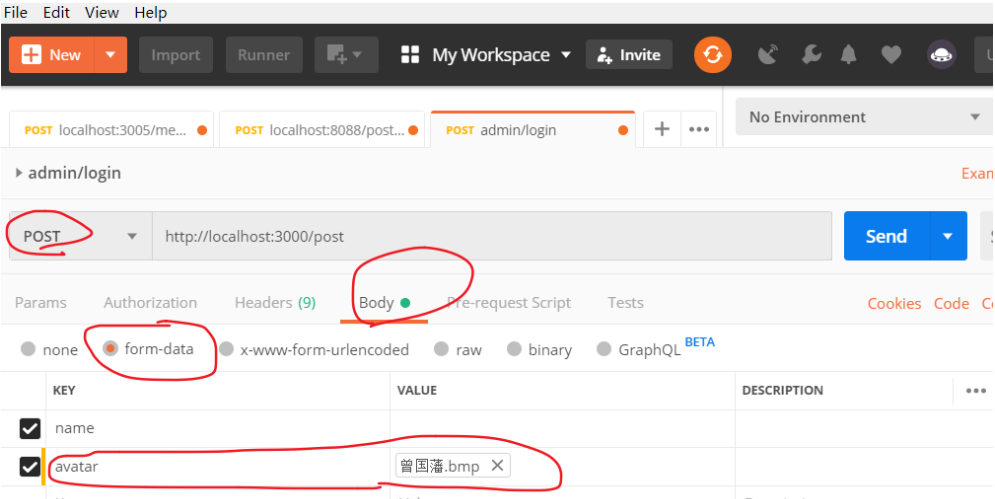 File Edit View Help
New Import Runner My Workspace Invite
POST localhost:3005/me... POST localhost:8088/post... POST admin/login No Environment
admin/login Exam
POST http://localhost:3000/post Send
Params Authorization Headers (9) Body Pre-request Script Tests Cookies Code
none form-data x-www-form-urlencoded raw binary GraphQL BETA
KEY VALUE DESCRIPTION
name
avatar 曾国藩.bmp